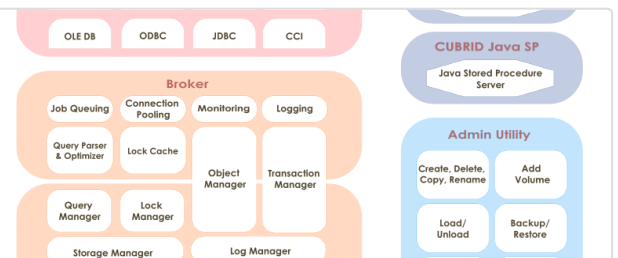 OLE DB
ODBC
JDBC
CCI
Broker
Job Queuing
Connection
Pooling
Monitoring
Logging
Query Parser
& Optimizer
Lock Cache
Object
Manager
Transaction
Manager
Query
Manager
Lock
Manager
Storage Manager
Log Manager
CUBRID Java SP
Java Stored Procedure
Server
Admin Utility
Create, Delete,
Copy, Rename
Add
Volume
Load/
Unload
Backup/
Restore